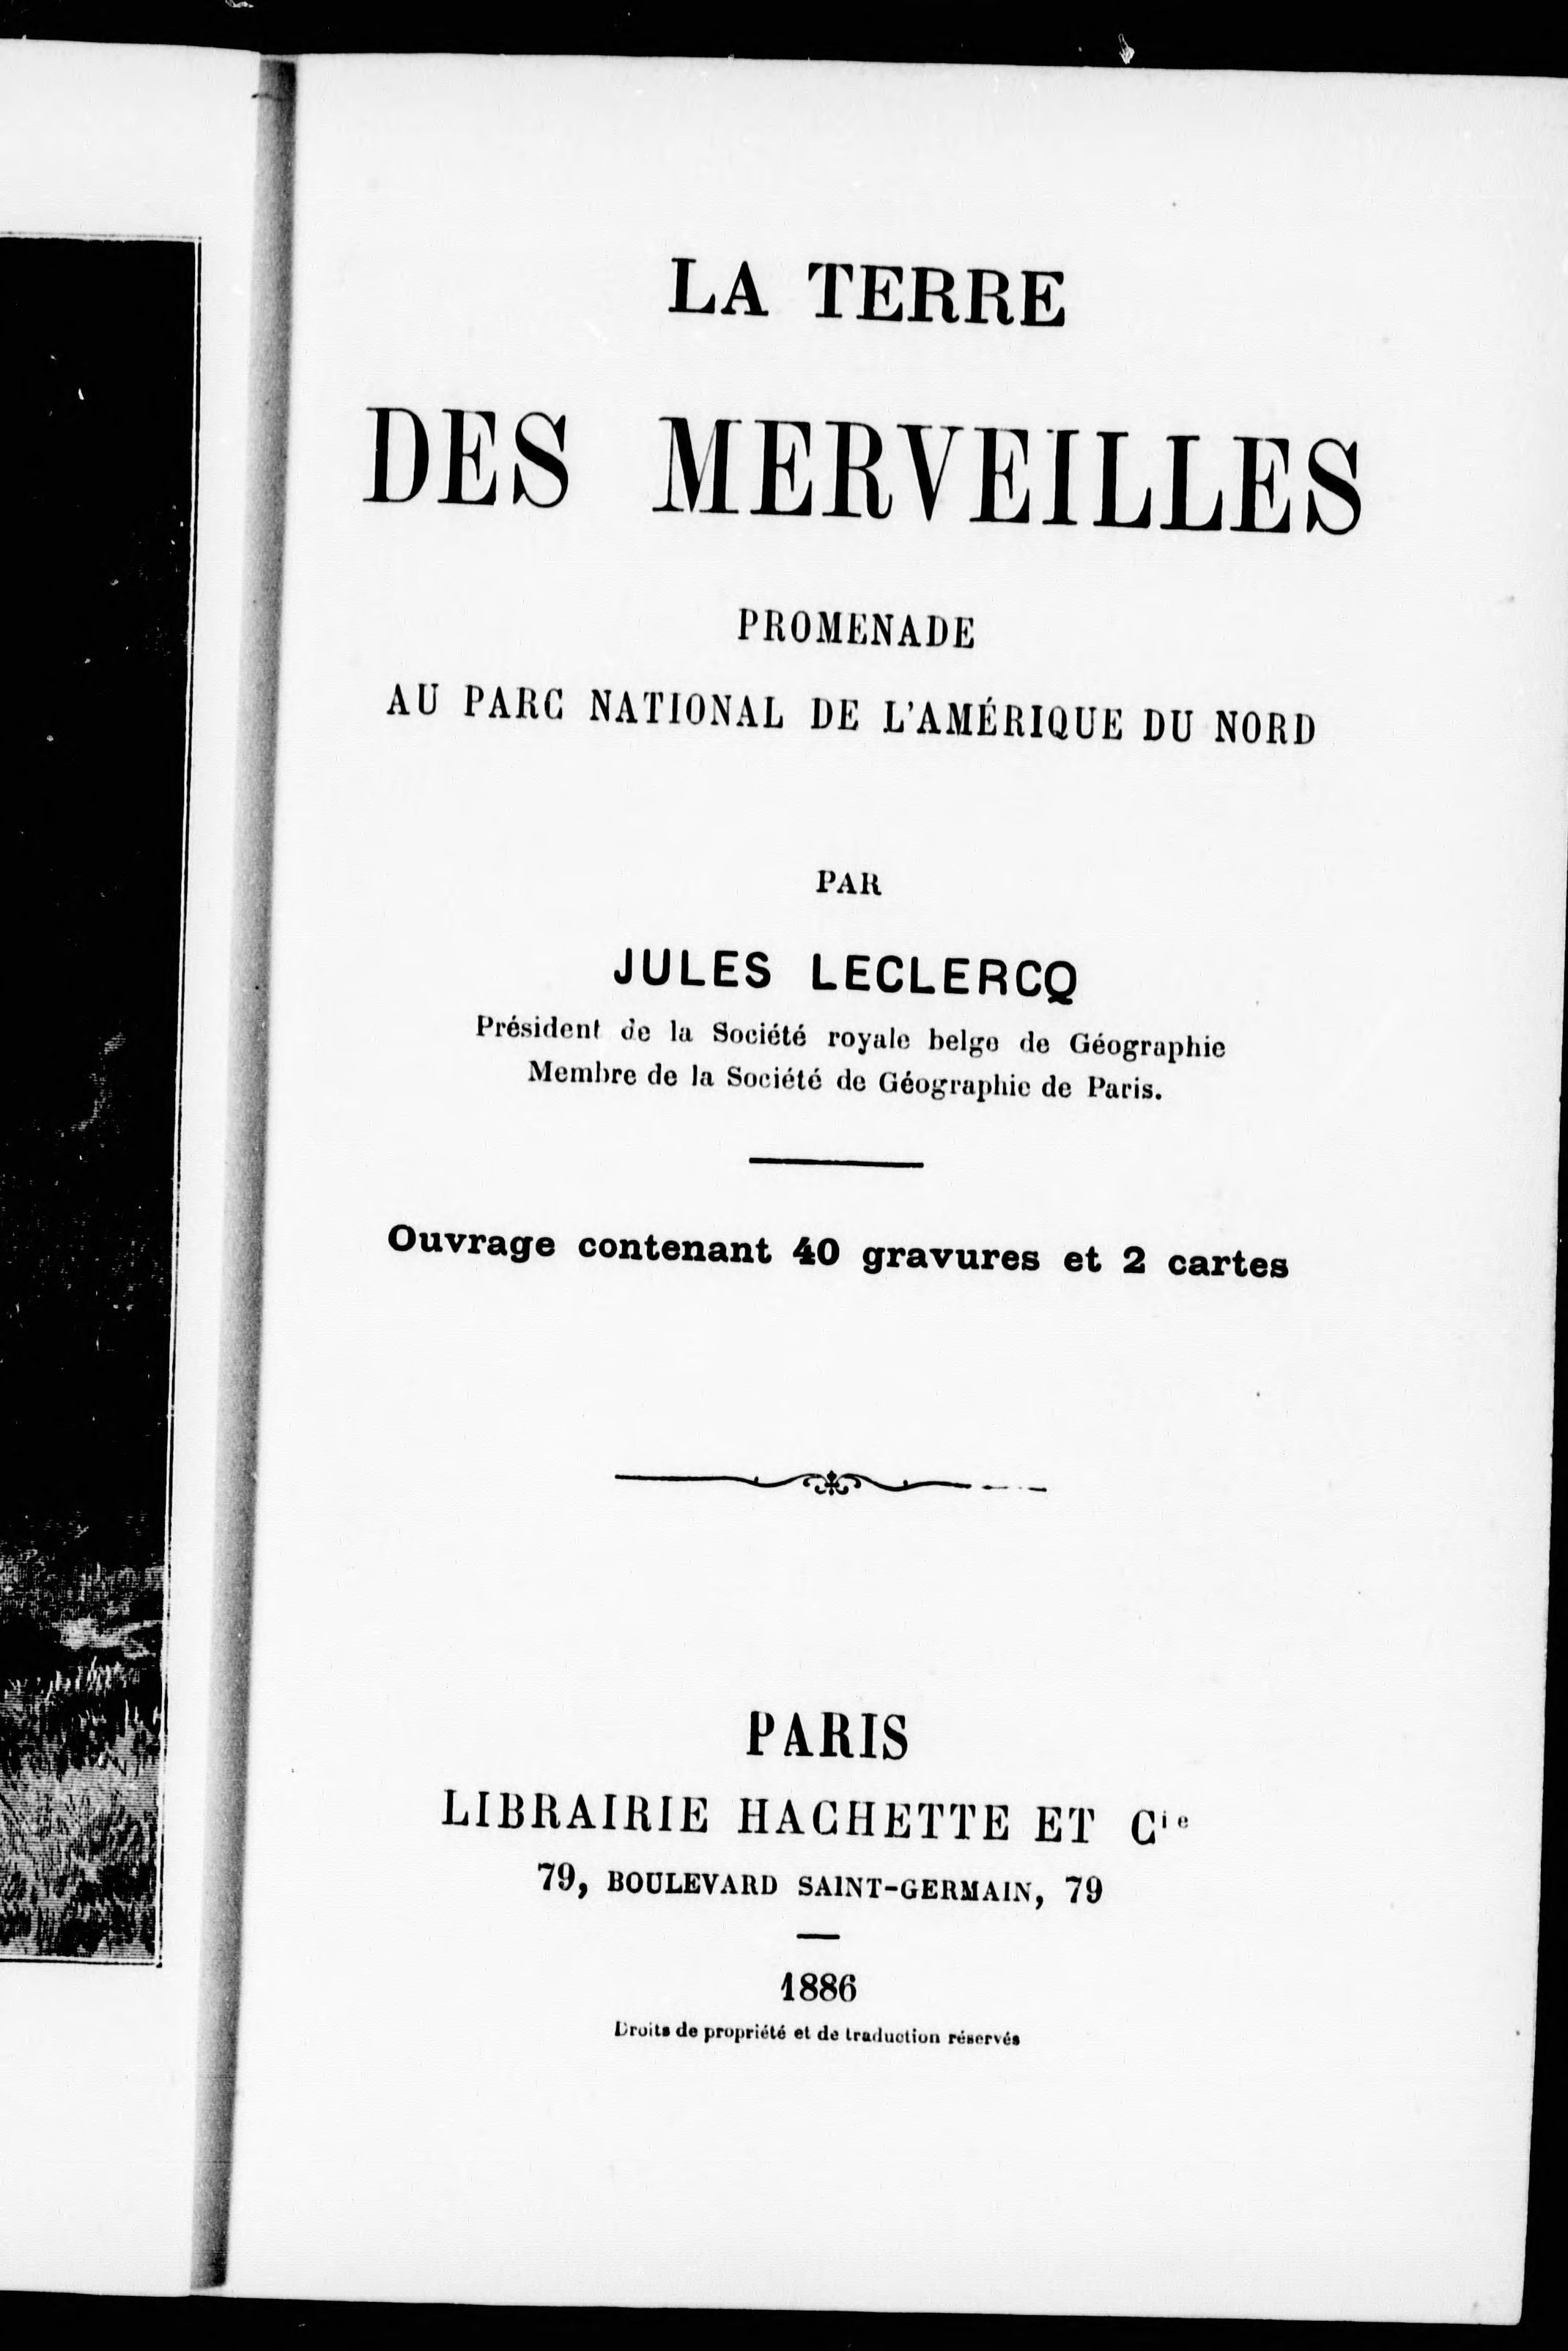 LA TERRE
DES MERVEILLES
PROMENADE
AU PARC NATIONAL DE L'AMÉRIQUE DU NORD
PAR
JULES LECLERCQ
Président de la Société royale belge de Géographie
Membre de la Société de Géographie de Paris.
Ouvrage contenant 40 gravures et 2 cartes
PARIS
LIBRAIRIE HACHETTE ET Cie
79, BOULEVARD SAINT-GERMAIN, 79
1886
Droits de propriété et de traduction réservés